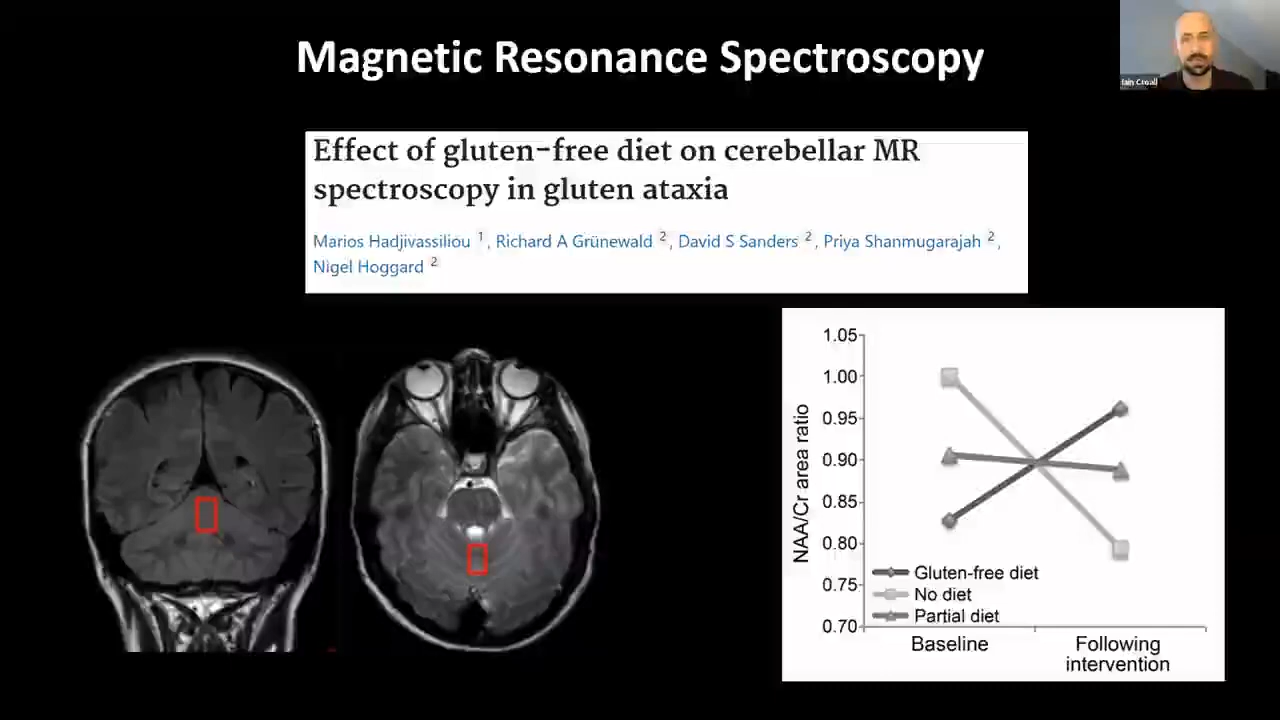 Magnetic Resonance Spectroscopy
Iain Croall
Effect of gluten-free diet on cerebellar MR
spectroscopy in gluten ataxia
Marios Hadjivassiliou 1, Richard A Grünewald 2, David S Sanders 2, Priya Shanmugarajah 2,
Nigel Hoggard 2
NAA/Cr area ratio
1.05
1.00
0.95
0.90
0.85
0.80
0.75
0.70
Gluten-free diet
No diet
Partial diet
Baseline
Following
intervention